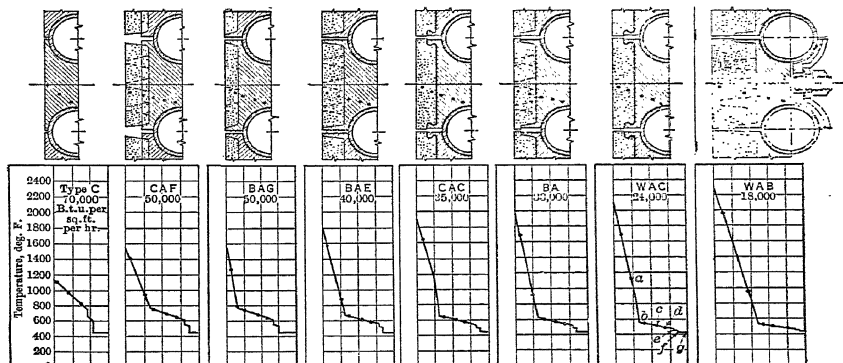 Temperature, deg. F.
2400
2200
2000
1800
1600
1400
1200
1000
800
600
400
200
Type C
70,000
B.t.u. per
sq. ft.
per hr.
CAF
50,000
BAG
50,000
BAE
40,000
CAC
35,000
BA
WAC
24,000
a
b
c
d
e
f
g
WAB
18,000